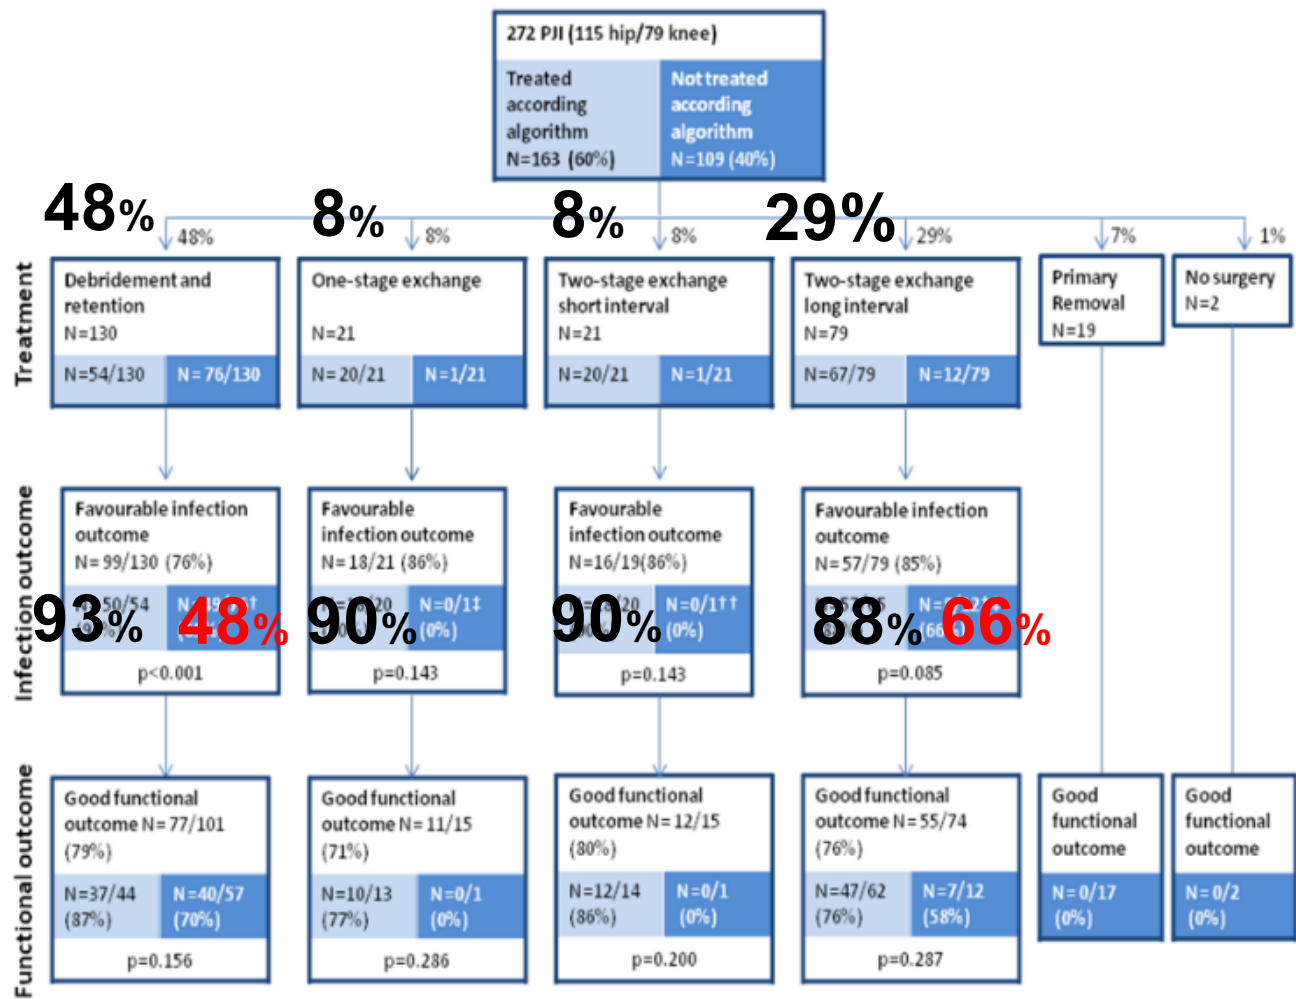 272 PJI (115 hip/79 knee)
Treated
according
algorithm
N=163 (60%)
Not treated
according
algorithm
N=109 (40%)
48%
8%
8%
29%
48%
8%
8%
29%
7%
1%
Treatment
Debridement and
retention
N=130
N=54/130
N=76/130
One-stage exchange
N=21
N=20/21
N=1/21
Two-stage exchange
short interval
N=21
N=20/21
N=1/21
Two-stage exchange
long interval
N=79
N=67/79
N=12/79
Primary
Removal
N=19
No surgery
N=2
Infection outcome
Favourable infection
outcome
N= 99/130 (76%)
50/54
93%
48%
p<0.001
Favourable
infection outcome
N=18/21 (86%)
90%
N=0/1‡
(0%)
p=0.143
Favourable
infection outcome
N=16/19(86%)
90%
N=0/1††
(0%)
p=0.143
Favourable infection
outcome
N=57/79 (85%)
88%
66%
p=0.085
Functional outcome
Good functional
outcome N=77/101
(79%)
N=37/44
(87%)
N=40/57
(70%)
p=0.156
Good functional
outcome N=11/15
(71%)
N=10/13
(77%)
N=0/1
(0%)
p=0.286
Good functional
outcome N=12/15
(80%)
N=12/14
(86%)
N=0/1
(0%)
p=0.200
Good functional
outcome N=55/74
(76%)
N=47/62
(76%)
N=7/12
(58%)
p=0.287
Good
functional
outcome
N=0/17
(0%)
Good
functional
outcome
N=0/2
(0%)